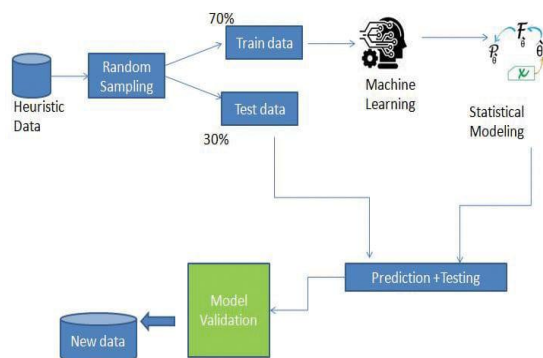 70%
Train data
Random
Sampling
Heuristic
Data
Test data
30%
Machine
Learning
Statistical
Modeling
Prediction +Testing
Model
Validation
New data